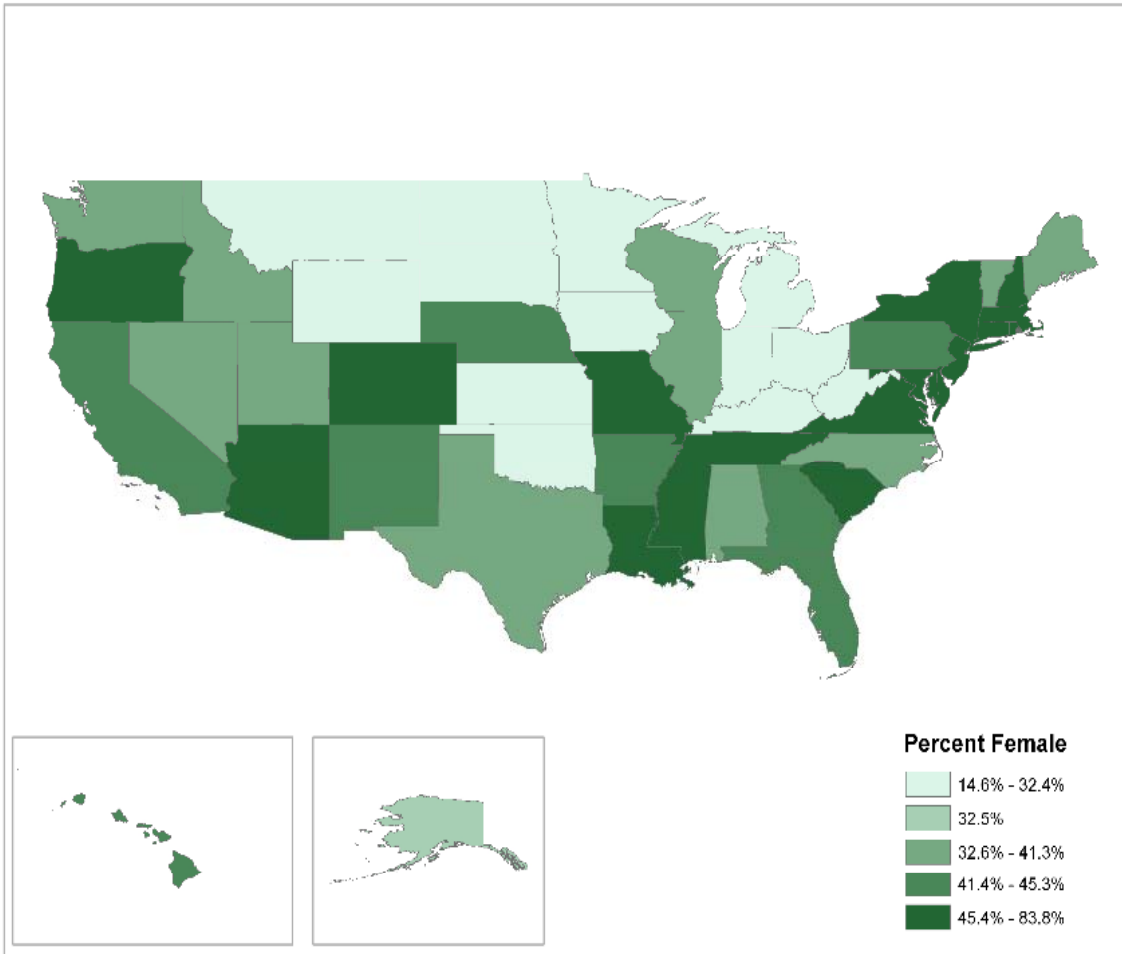 Percent Female
14.6% - 32.4%
32.5%
32.6% - 41.3%
41.4% - 45.3%
45.4% - 83.8%